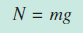 N = mg